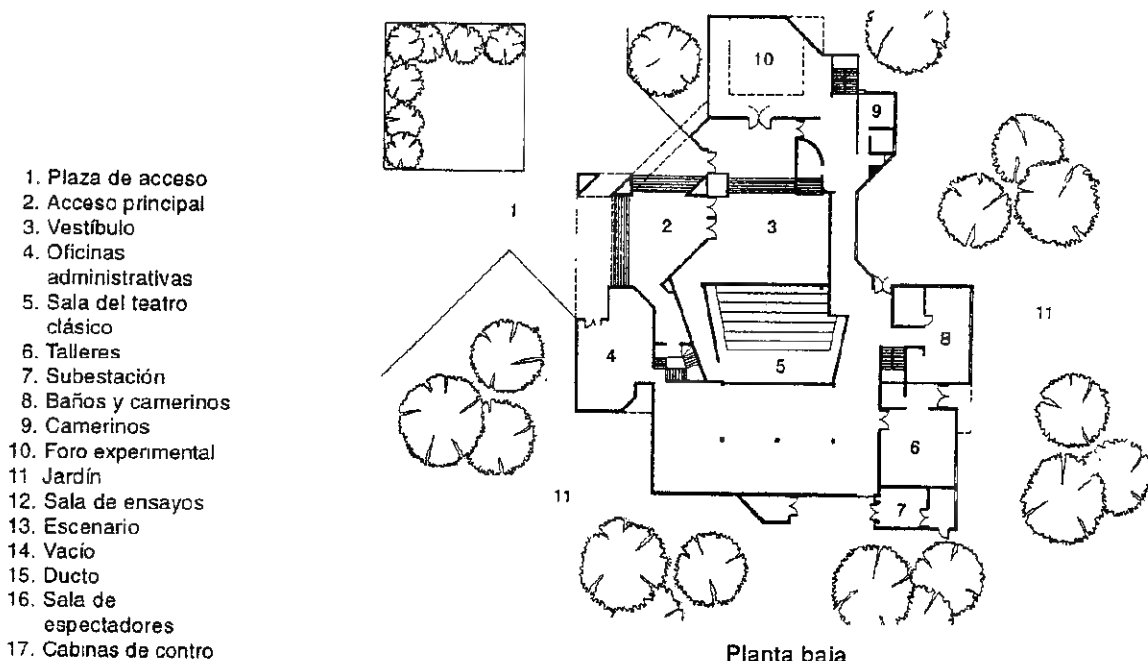 1. Plaza de acceso
2. Acceso principal
3. Vestíbulo
4. Oficinas
administrativas
5. Sala del teatro
clásico
6. Talleres
7. Subestación
8. Baños y camerinos
9. Camerinos
10. Foro experimental
11 Jardín
12. Sala de ensayos
13. Escenario
14. Vacío
15. Ducto
16. Sala de
espectadores
17. Cabinas de contro
10
9
1
2
3
11
4
5
8
6
11
7
Planta baja